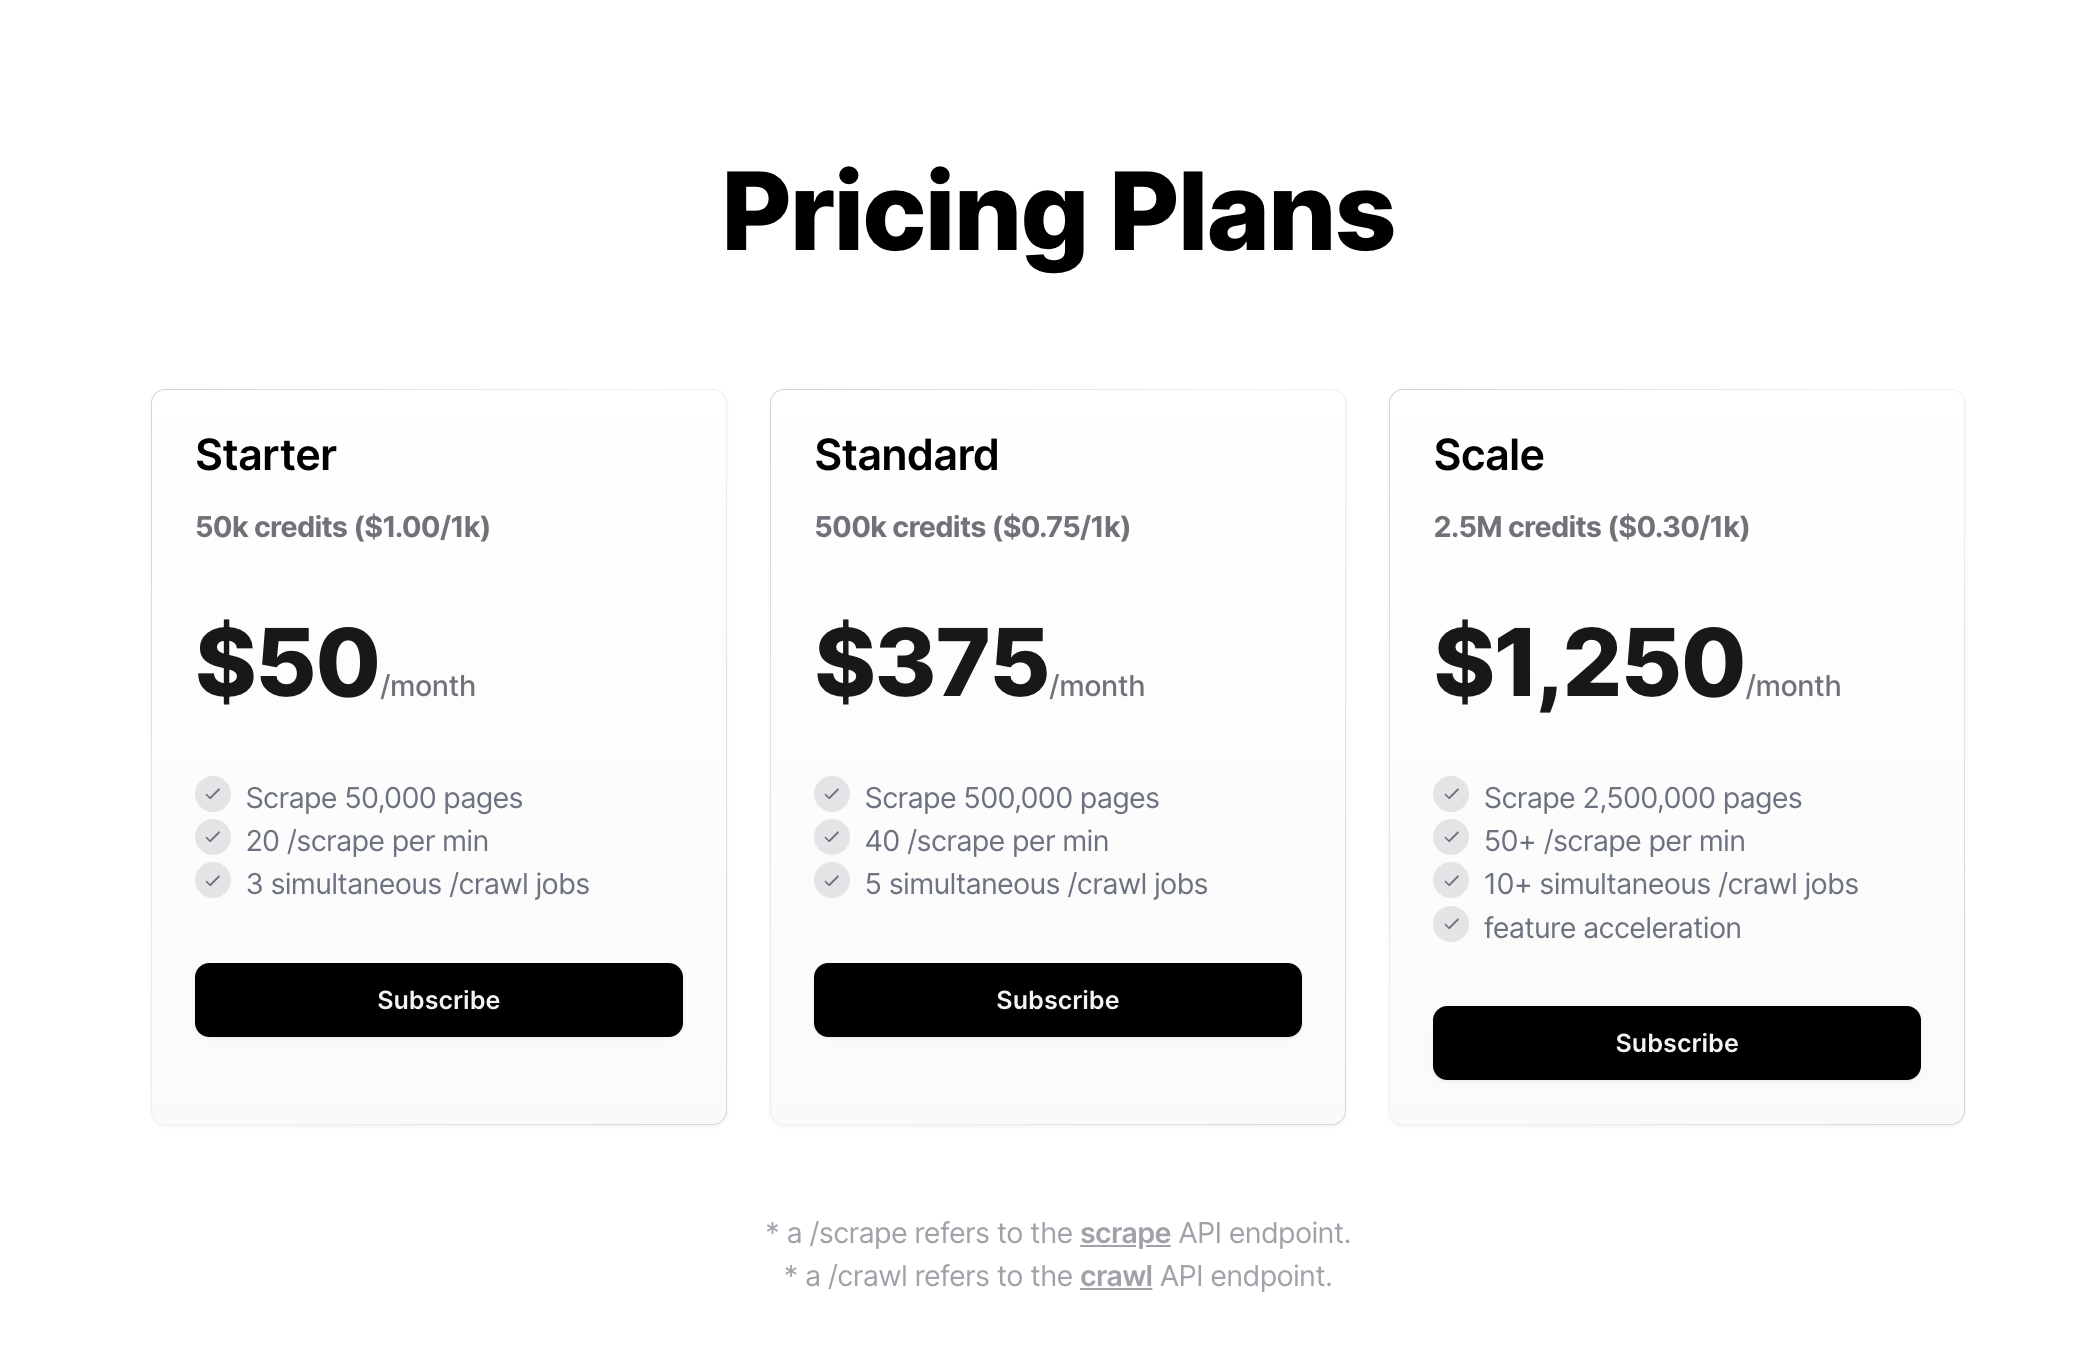 Pricing Plans
Starter
50k credits ($1.00/1k)
$50/month
Scrape 50,000 pages
20 /scrape per min
3 simultaneous /crawl jobs
Subscribe
Standard
500k credits ($0.75/1k)
$375/month
Scrape 500,000 pages
40 /scrape per min
5 simultaneous /crawl jobs
Subscribe
Scale
2.5M credits ($0.30/1k)
$1,250/month
Scrape 2,500,000 pages
50+ /scrape per min
10+ simultaneous /crawl jobs
feature acceleration
Subscribe
* a /scrape refers to the scrape API endpoint.
* a /crawl refers to the crawl API endpoint.